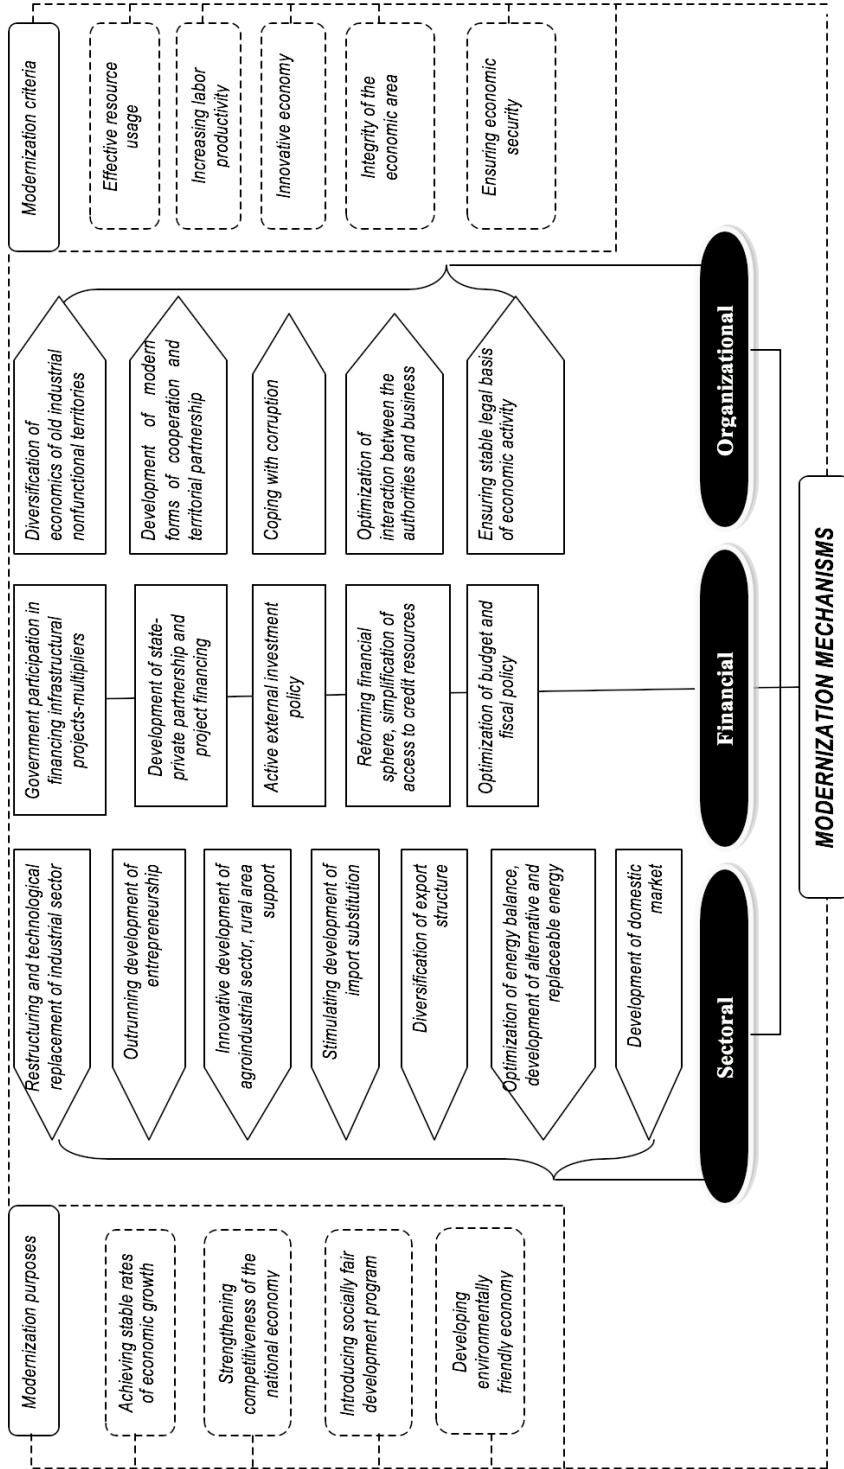 Modernization purposes
Achieving stable rates
of economic growth
Strengthening
competitiveness of the
national economy
Introducing socially fair
development program
Developing
environmentally
friendly economy
Restructuring and technological
replacement of industrial sector
Outrunning development of
entrepreneurship
Innovative development of
agroindustrial sector, rural area
support
Stimulating development of
import substitution
Diversification of export
structure
Optimization of energy balance,
development of alternative and
replaceable energy
Development of domestic
market
Sectoral
Government participation in
financing infrastructural
projects-multipliers
Development of state-
private partnership and
project financing
Active external investment
policy
Reforming financial
sphere, simplification of
access to credit resources
Optimization of budget and
fiscal policy
Financial
Diversification of
economics of old industrial
nonfunctional territories
Development of modern
forms of cooperation and
territorial partnership
Coping with corruption
Optimization of
interaction between the
authorities and business
Ensuring stable legal basis
of economic activity
Organizational
Modernization criteria
Effective resource
usage
Increasing labor
productivity
Innovative economy
Integrity of the
economic area
Ensuring economic
security
MODERNIZATION MECHANISMS